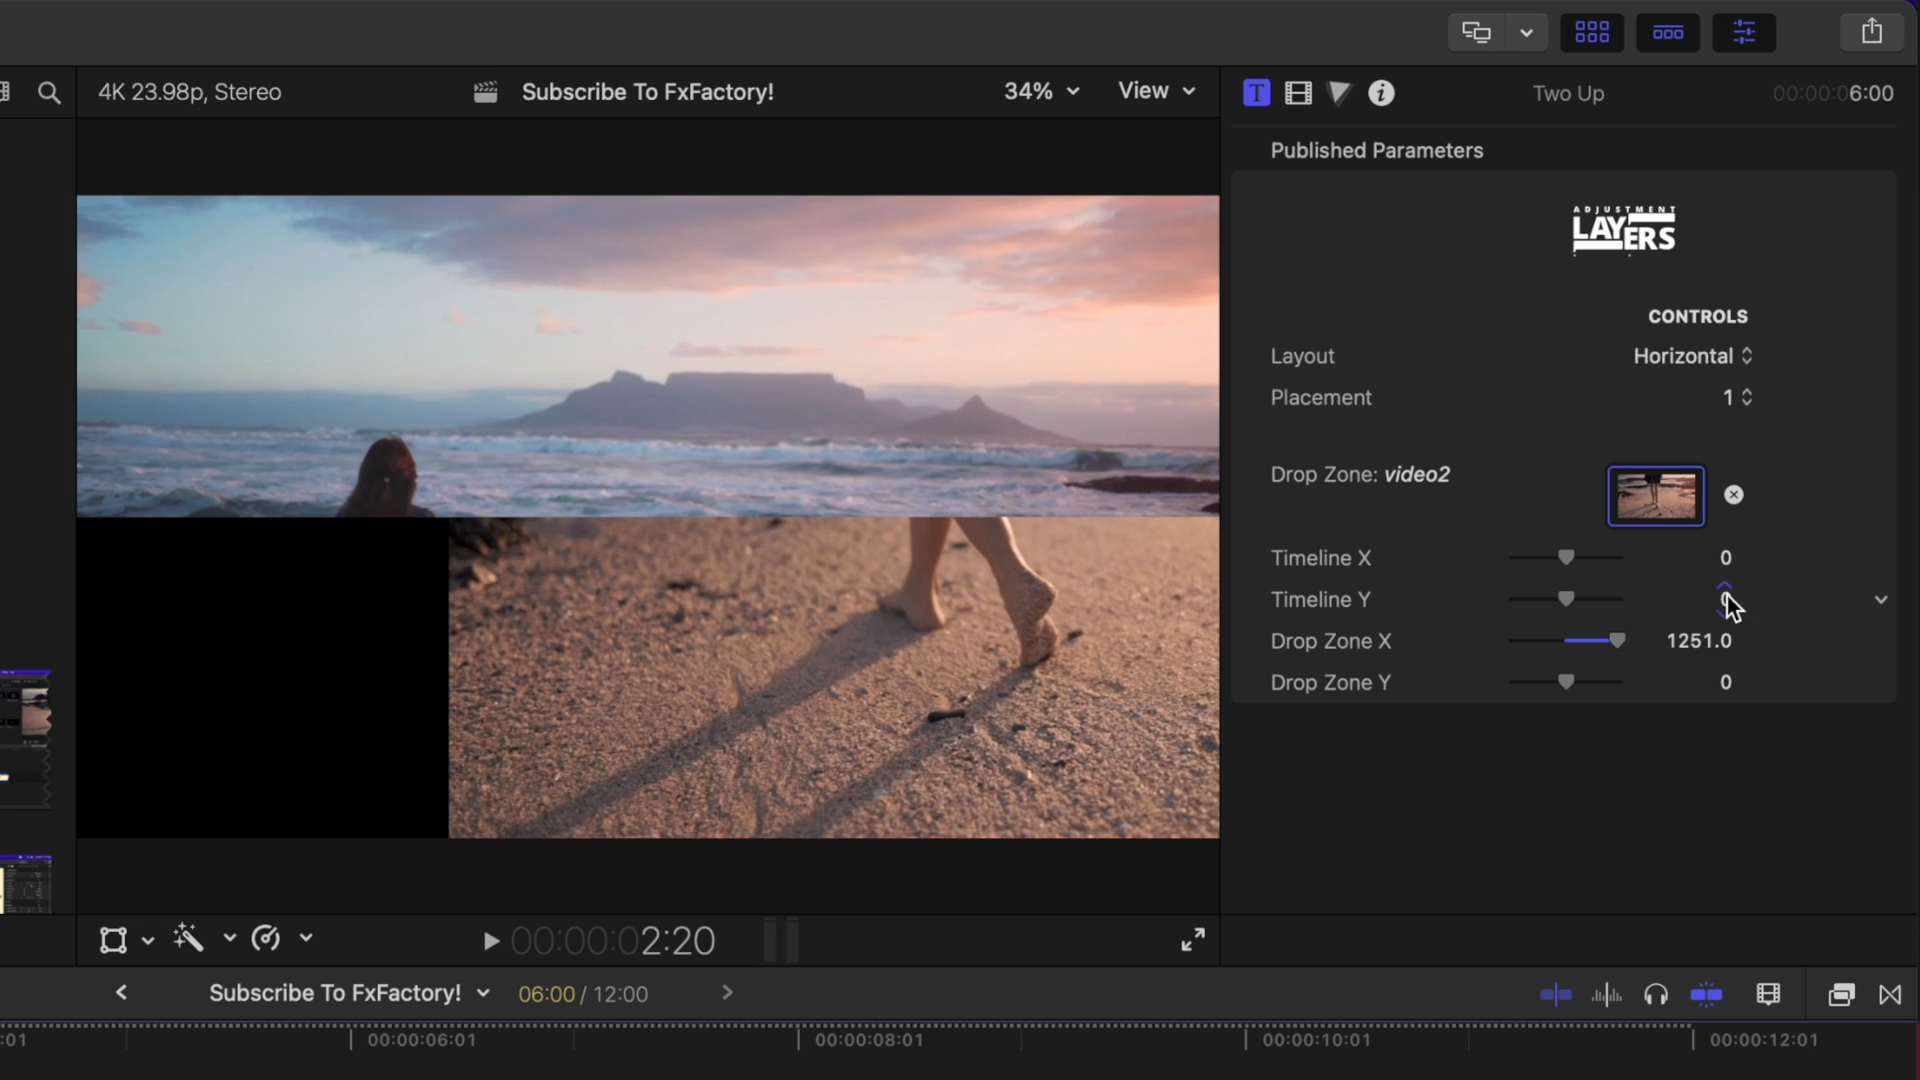 4K 23.98p, Stereo
Subscribe To FxFactory!
34%
View
T
i
Two Up
00:00:06:00
Published Parameters
ADJUSTMENT
LAYERS
CONTROLS
Layout
Horizontal
Placement
1
Drop Zone: video2
Timeline X
0
Timeline Y
0
Drop Zone X
1251.0
Drop Zone Y
0
00:00:02:20
Subscribe To FxFactory!
06:00 / 12:00
:01
00:00:06:01
00:00:08:01
00:00:10:01
00:00:12:01